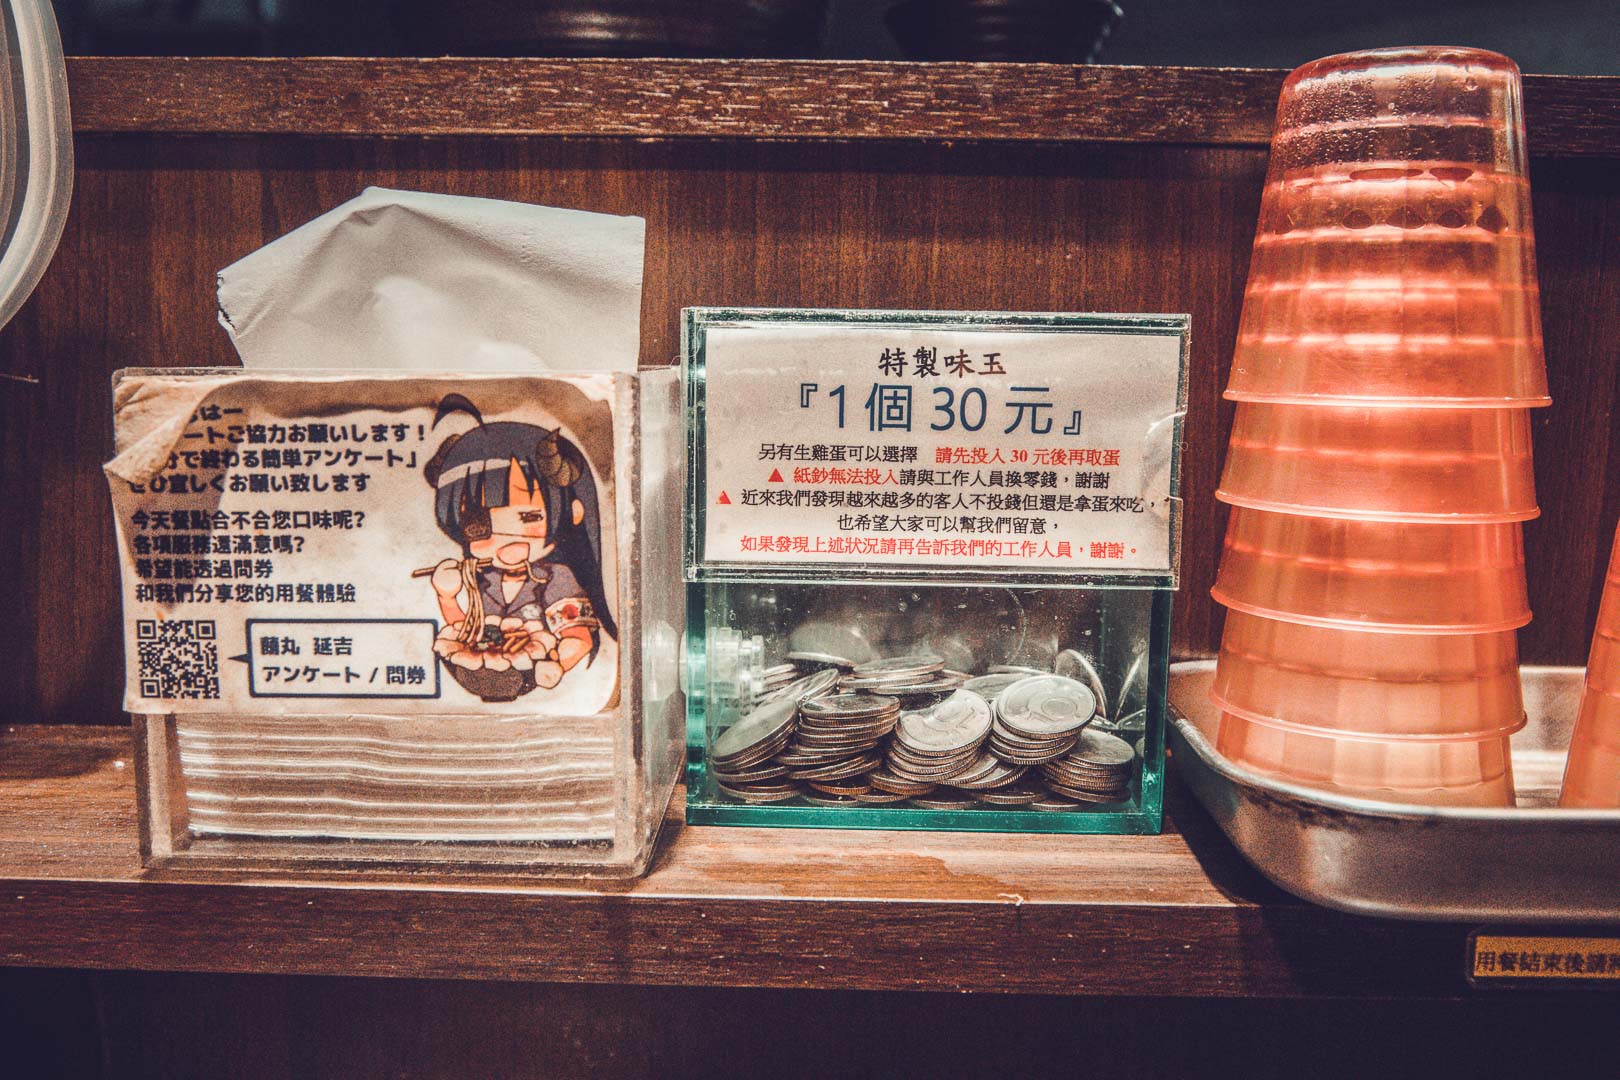 は一
ートご協力お願いします！
分で終わる簡単アンケート」
ぜひ宜しくお願い致します
今天餐點合不合您口味呢?
各項服務還滿意嗎?
希望能透過問券
和我們分享您的用餐體驗
麵丸 延吉
アンケート / 問券
特製味玉
『1個30元』
另有生雞蛋可以選擇 請先投入30元後再取蛋
▲ 紙鈔無法投入請與工作人員換零錢，謝謝
▲ 近來我們發現越來越多的客人不投錢但還是拿蛋來吃，
也希望大家可以幫我們留意，
如果發現上述狀況請再告訴我們的工作人員，謝謝。
用餐結束後請